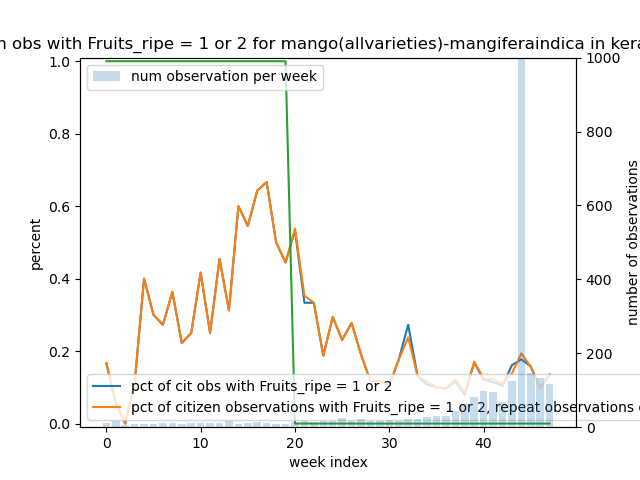 n obs with Fruits_ripe = 1 or 2 for mango(allvarieties)-mangiferaindica in kera
num observation per week
1.0
0.8
0.6
0.4
0.2
0.0
percent
1000
800
600
400
200
0
number of observations
pct of cit obs with Fruits_ripe = 1 or 2
pct of citizen observations with Fruits_ripe = 1 or 2, repeat observations
0 10 20 30 40
week index